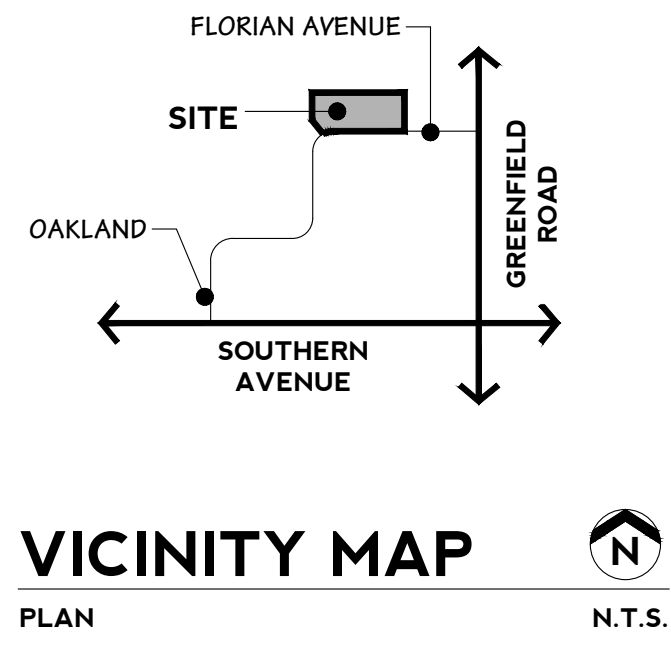 FLORIAN AVENUE
SITE
GREENFIELD
ROAD
OAKLAND
SOUTHERN
AVENUE
VICINITY MAP
N
PLAN
N.T.S.